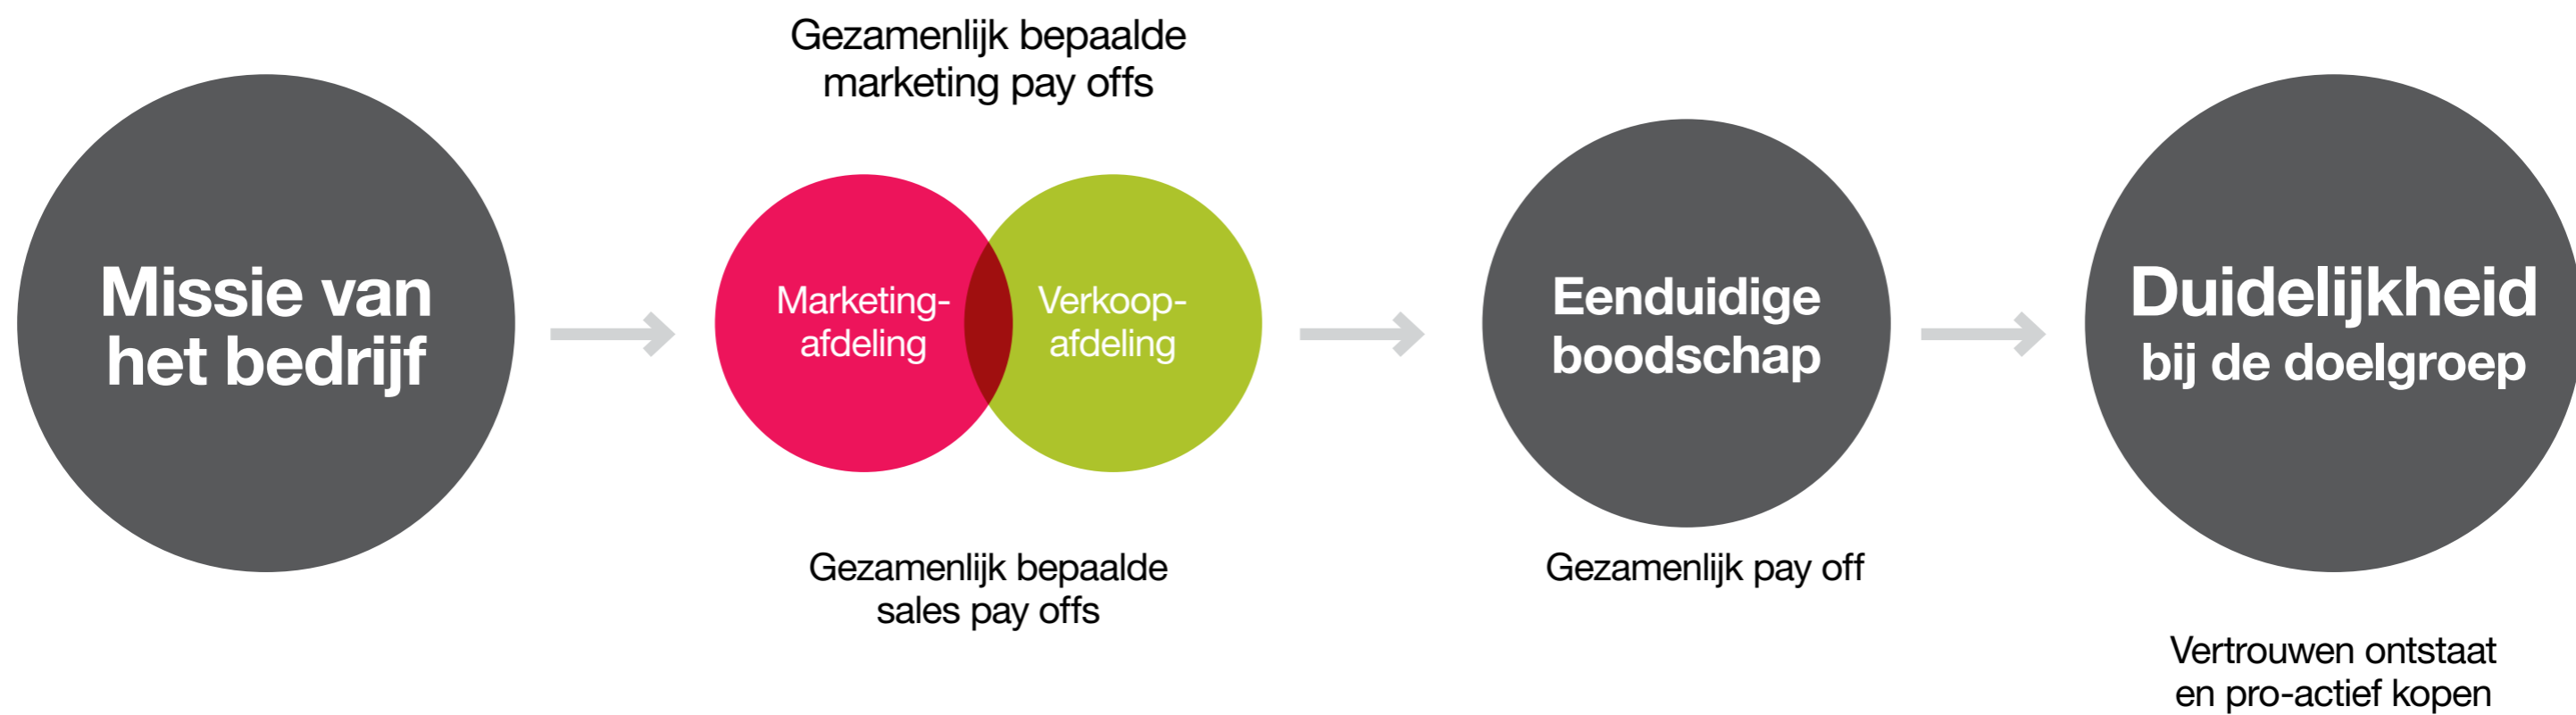 Missie van
het bedrijf
Gezamenlijk bepaalde
marketing pay offs
Marketing-
afdeling
Verkoop-
afdeling
Gezamenlijk bepaalde
sales pay offs
Eenduidige
boodschap
Gezamenlijk pay off
Duidelijkheid
bij de doelgroep
Vertrouwen ontstaat
en pro-actief kopen